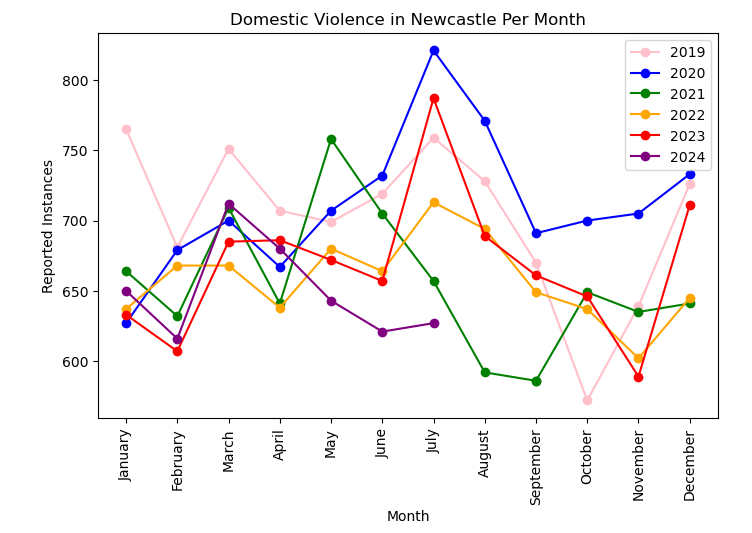 Domestic Violence in Newcastle Per Month
2019
2020
2021
2022
2023
2024
800
750
700
650
600
Reported Instances
January
February
March
April
May
June
July
August
September
October
November
December
Month